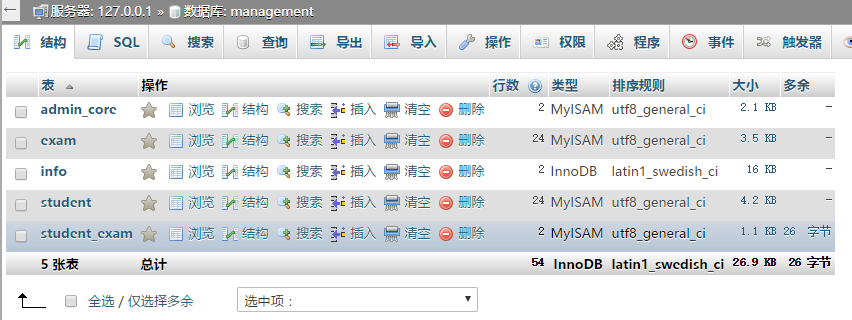 服务器: 127.0.0.1 » 数据库: management
结构 SQL 搜索 查询 导出 导入 操作 权限 程序 事件 触发器
表 操作 行数 类型 排序规则 大小 多余
admin_core 浏览 结构 搜索 插入 清空 删除 2 MyISAM utf8_general_ci 2.1 KB -
exam 浏览 结构 搜索 插入 清空 删除 24 MyISAM utf8_general_ci 3.5 KB -
info 浏览 结构 搜索 插入 清空 删除 2 InnoDB latin1_swedish_ci 16 KB -
student 浏览 结构 搜索 插入 清空 删除 24 MyISAM utf8_general_ci 4.2 KB -
student_exam 浏览 结构 搜索 插入 清空 删除 2 MyISAM utf8_general_ci 1.1 KB 26 字节
5 张表 总计 54 InnoDB latin1_swedish_ci 26.9 KB 26 字节
全选 / 仅选择多余 选中项：